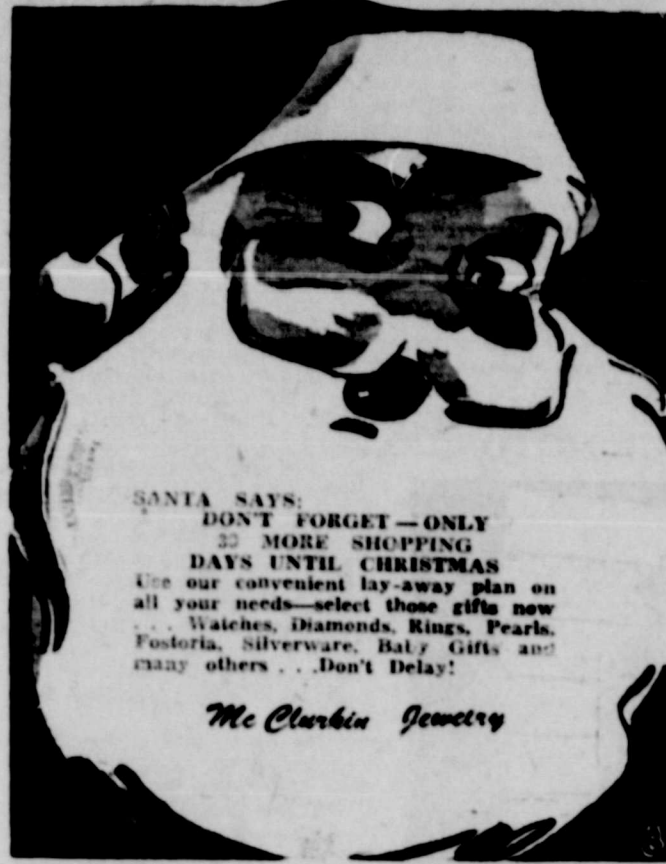 SANTA SAYS:
DON'T FORGET — ONLY
MORE SHOPPING
DAYS UNTIL CHRISTMAS
Use our convenient lay-away plan on
all your needs—select those gifts now
. . . Watches, Diamonds, Rings, Pearls,
Fostoria, Silverware, Baby Gifts and
many others . . .Don't Delay!
McClurkin Jewelry